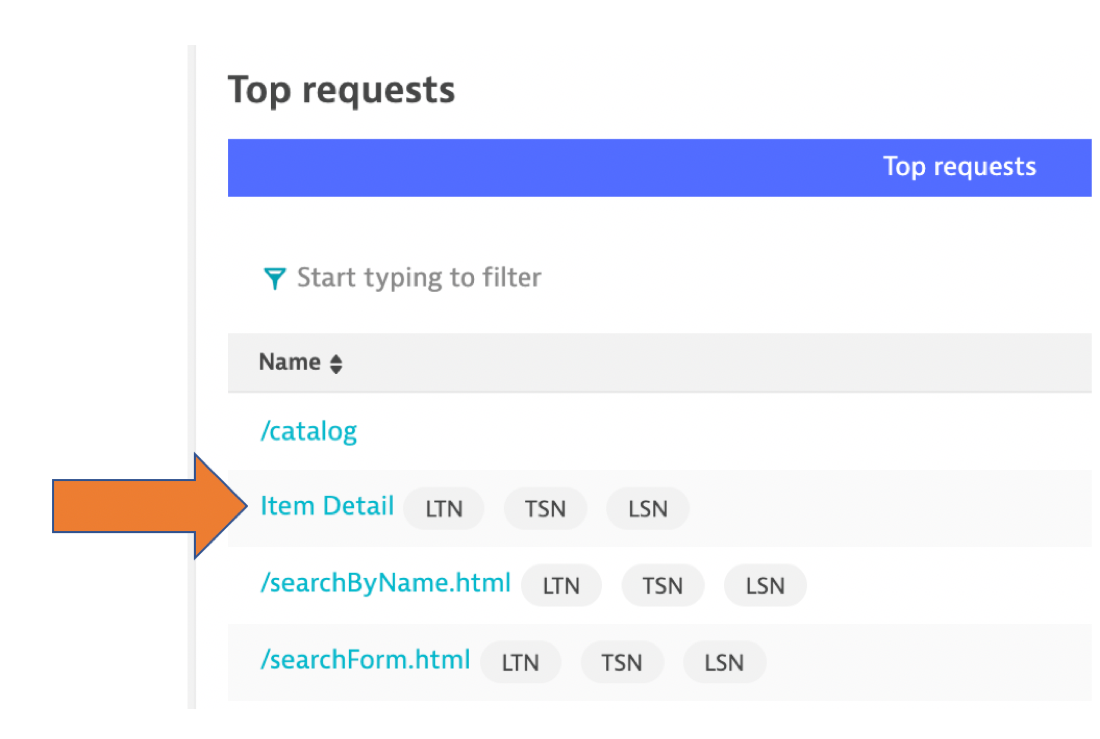 Top requests
Top requests
Start typing to filter
Name
/catalog
Item Detail LTN TSN LSN
/searchByName.html LTN TSN LSN
/searchForm.html LTN TSN LSN